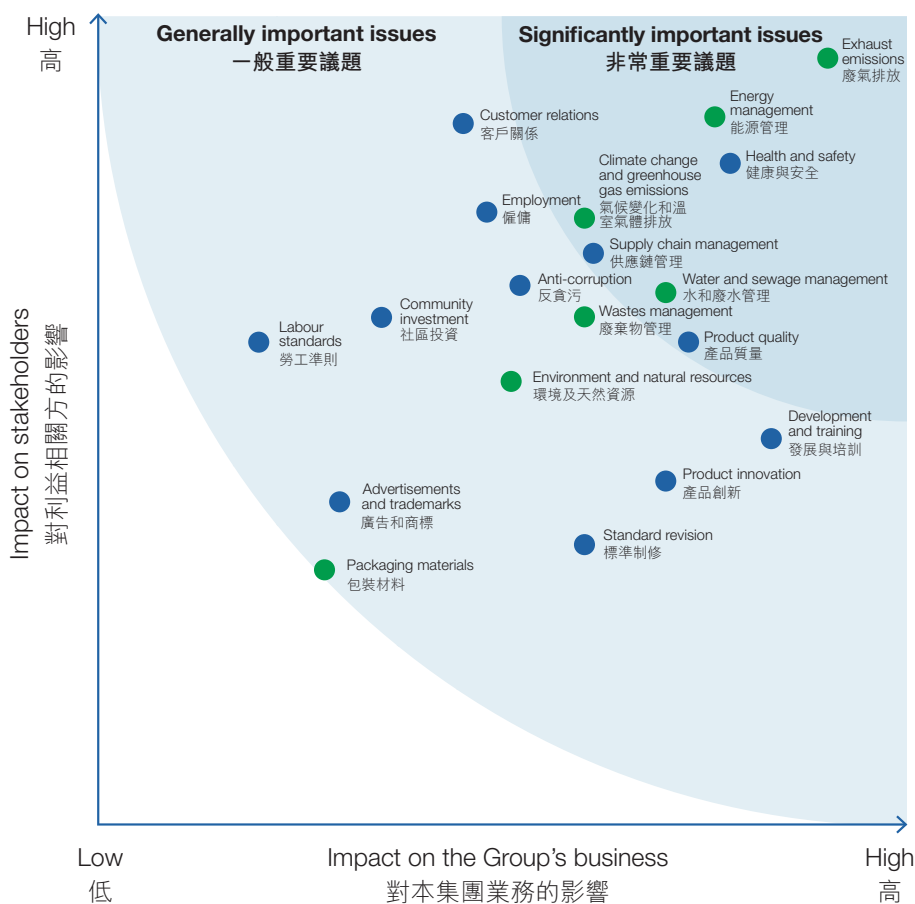 High
高
Generally important issues
一般重要議題
Significantly important issues
非常重要議題
Exhaust
emissions
廢氣排放
Energy
management
能源管理
Customer relations
客戶關係
Health and safety
健康與安全
Climate change
and greenhouse
gas emissions
氣候變化和溫
室氣體排放
Employment
僱傭
Supply chain management
供應鏈管理
Anti-corruption
反貪污
Water and sewage management
水和廢水管理
Community
investment
社區投資
Wastes management
廢棄物管理
Labour
standards
勞工準則
Product quality
產品質量
Environment and natural resources
環境及天然資源
Development
and training
發展與培訓
Product innovation
產品創新
Advertisements
and trademarks
廣告和商標
Standard revision
標準制修
Packaging materials
包裝材料
Impact on stakeholders
對利益相關方的影響
Low
低
Impact on the Group's business
對本集團業務的影響
High
高